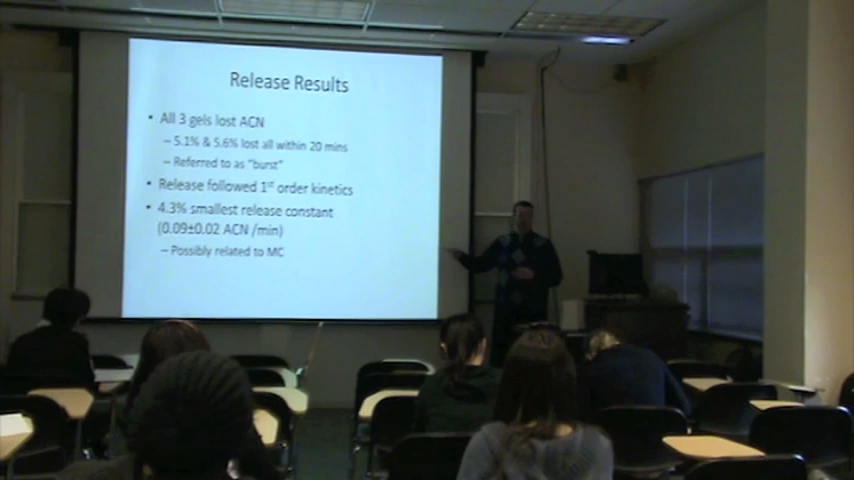 Release Results
• All 3 gels lost ACN
– 5.1% & 5.6% lost all within 20 mins
– Referred to as "burst"
• Release followed 1st order kinetics
• 4.3% smallest release constant
(0.09±0.02 ACN /min)
– Possibly related to MC